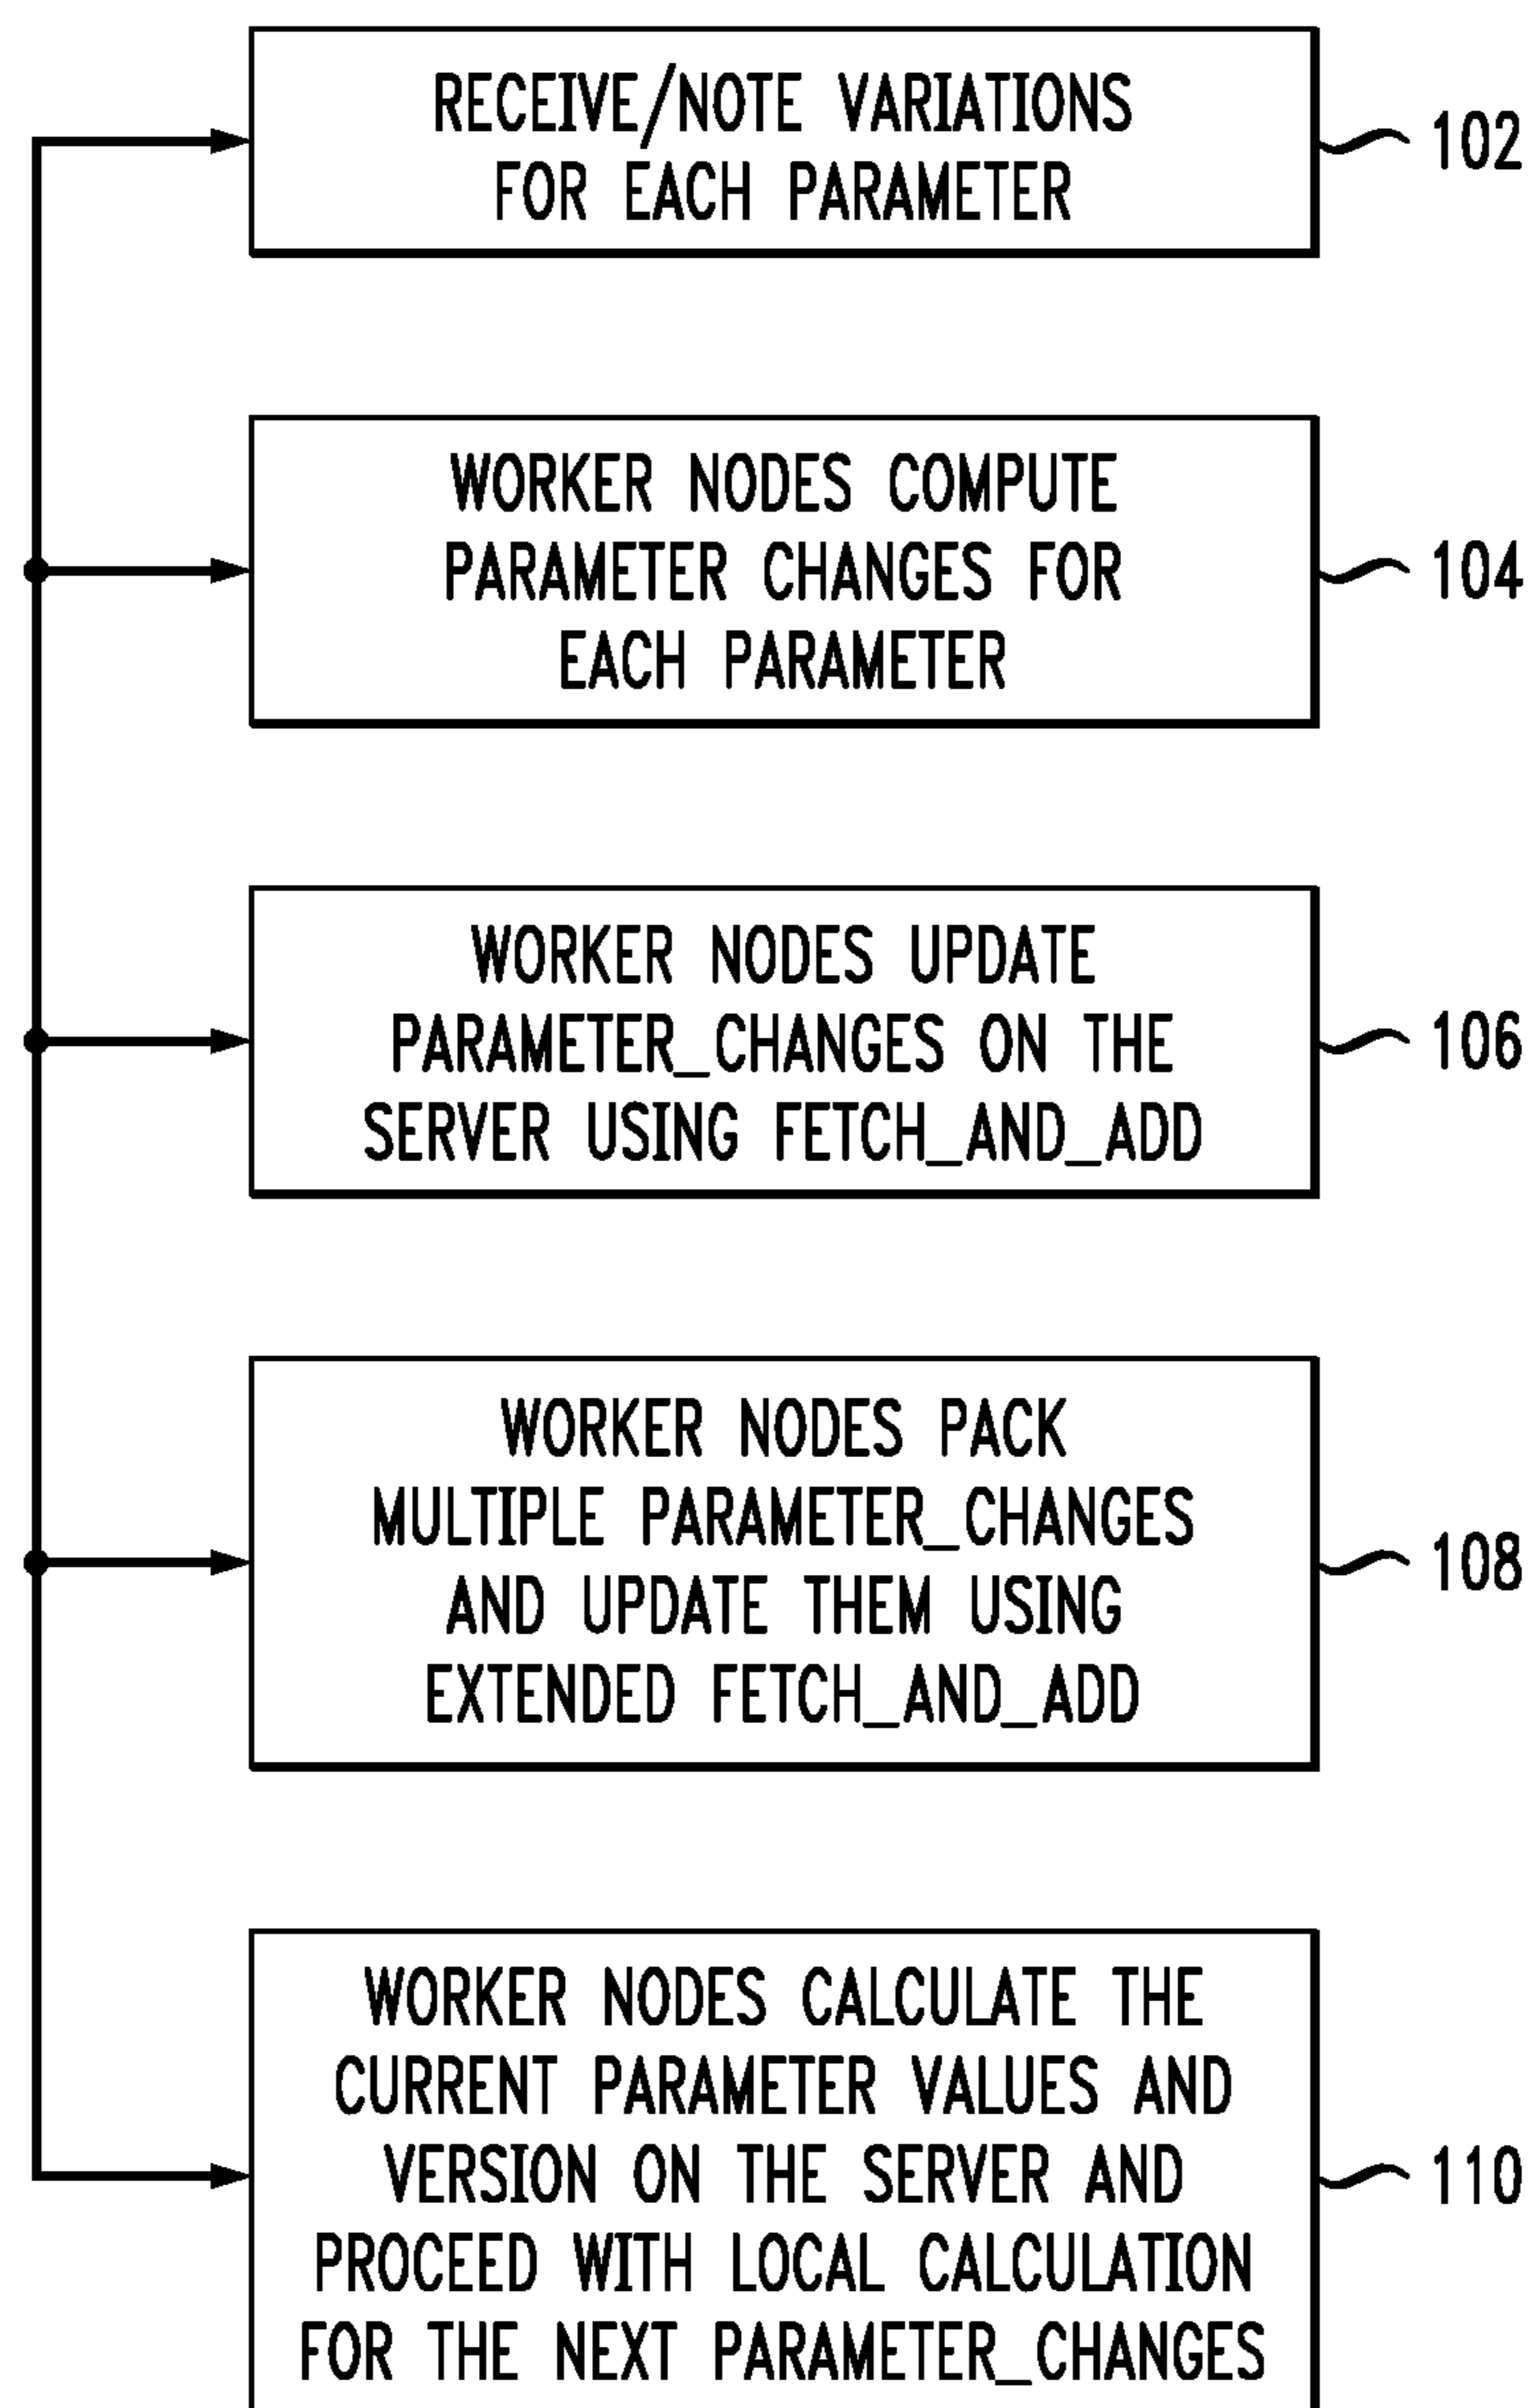 RECEIVE/NOTE VARIATIONS
FOR EACH PARAMETER
102
WORKER NODES COMPUTE
PARAMETER CHANGES FOR
EACH PARAMETER
104
WORKER NODES UPDATE
PARAMETER_CHANGES ON THE
SERVER USING FETCH_AND_ADD
106
WORKER NODES PACK
MULTIPLE PARAMETER_CHANGES
AND UPDATE THEM USING
EXTENDED FETCH_AND_ADD
108
WORKER NODES CALCULATE THE
CURRENT PARAMETER VALUES AND
VERSION ON THE SERVER AND
PROCEED WITH LOCAL CALCULATION
FOR THE NEXT PARAMETER_CHANGES
110